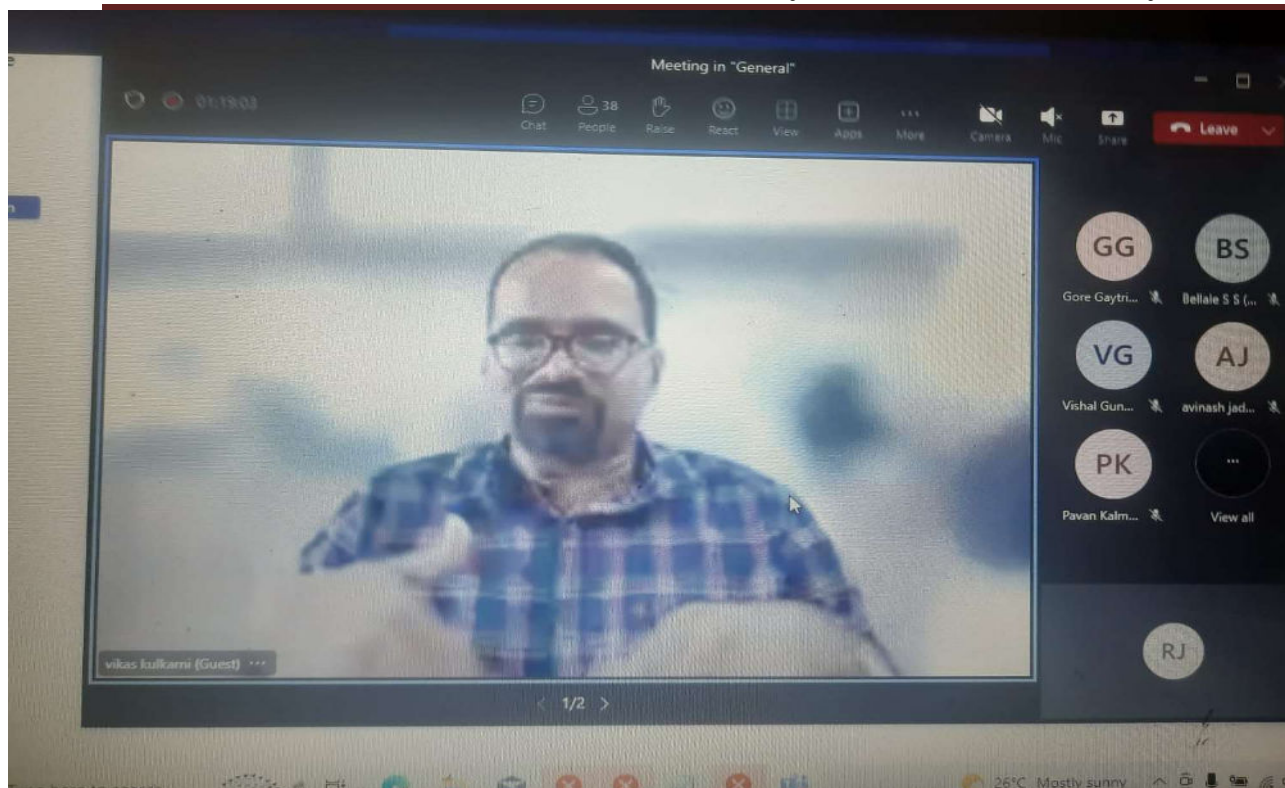 Meeting in "General"
01:19:03
Chat
38
People
Raise
React
View
Apps
More
Camera
Mic
Share
Leave
GG
BS
Gore Gaytri...
Bellale S S (...
VG
AJ
Vishal Gun...
avinash jad...
PK
...
Pavan Kalm...
View all
RJ
vikas kulkarni (Guest) ...
1/2
26°C Mostly sunny